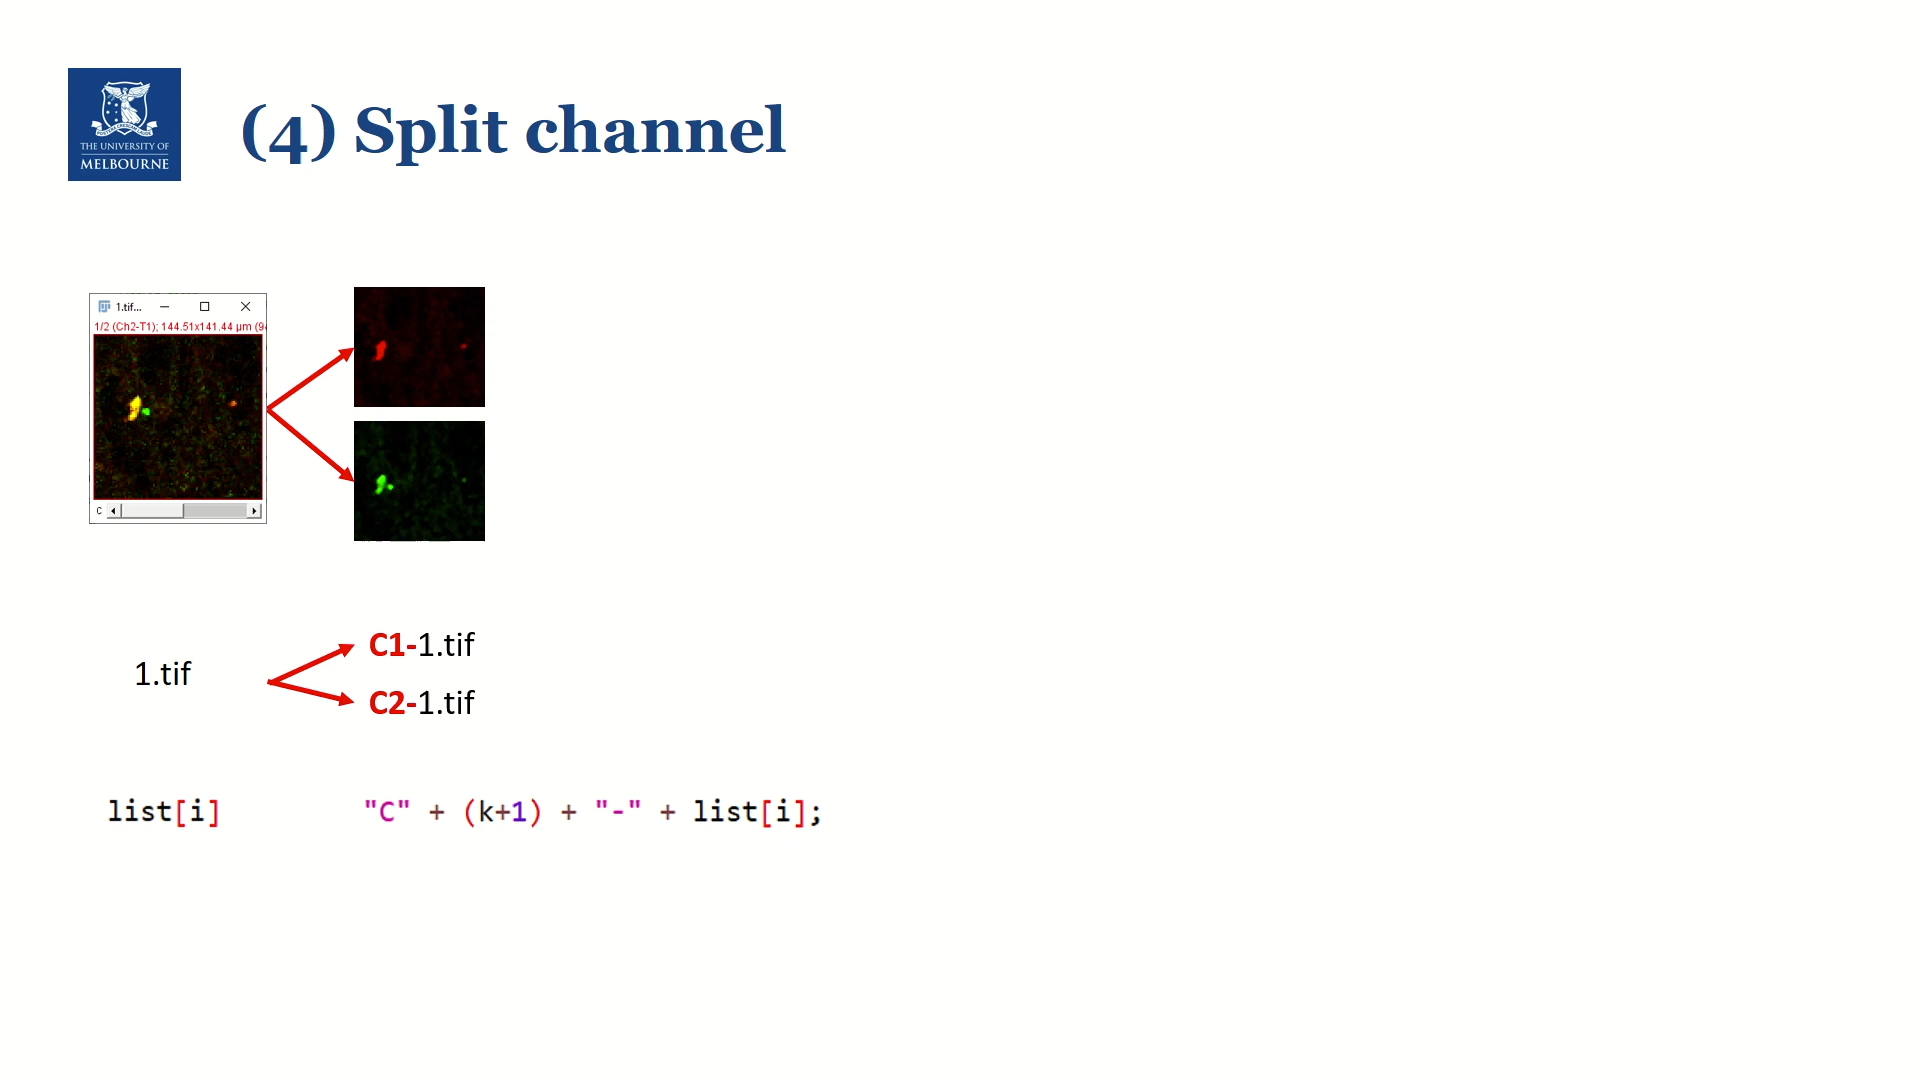 THE UNIVERSITY OF
MELBOURNE
(4) Split channel
1.tif...
1/2 (Ch2-T1); 144.51x141.44 µm (9
c
1.tif
C1-1.tif
C2-1.tif
list[i]
"C" + (k+1) + "-" + list[i];